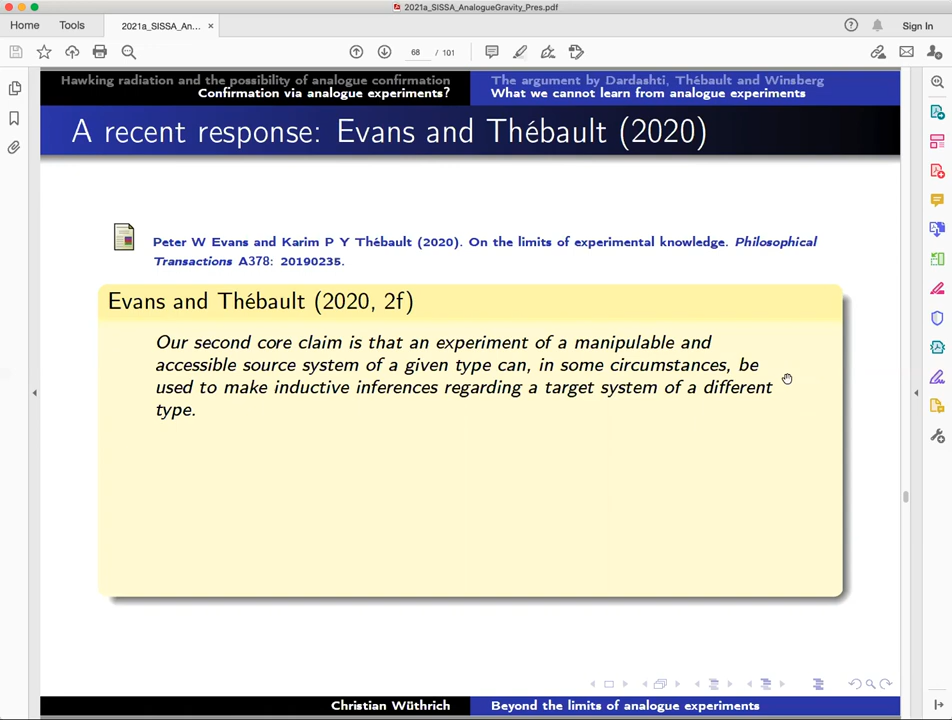 2021a_SISSA_AnalogueGravity_Pres.pdf
Home Tools 2021a_SISSA_An... × Sign In
68 / 101
Hawking radiation and the possibility of analogue confirmation
Confirmation via analogue experiments?
The argument by Dardashti, Thébault and Winsberg
What we cannot learn from analogue experiments
A recent response: Evans and Thébault (2020)
Peter W Evans and Karim P Y Thébault (2020). On the limits of experimental knowledge. Philosophical
Transactions A378: 20190235.
Evans and Thébault (2020, 2f)
Our second core claim is that an experiment of a manipulable and
accessible source system of a given type can, in some circumstances, be
used to make inductive inferences regarding a target system of a different
type.
Christian Wüthrich
Beyond the limits of analogue experiments